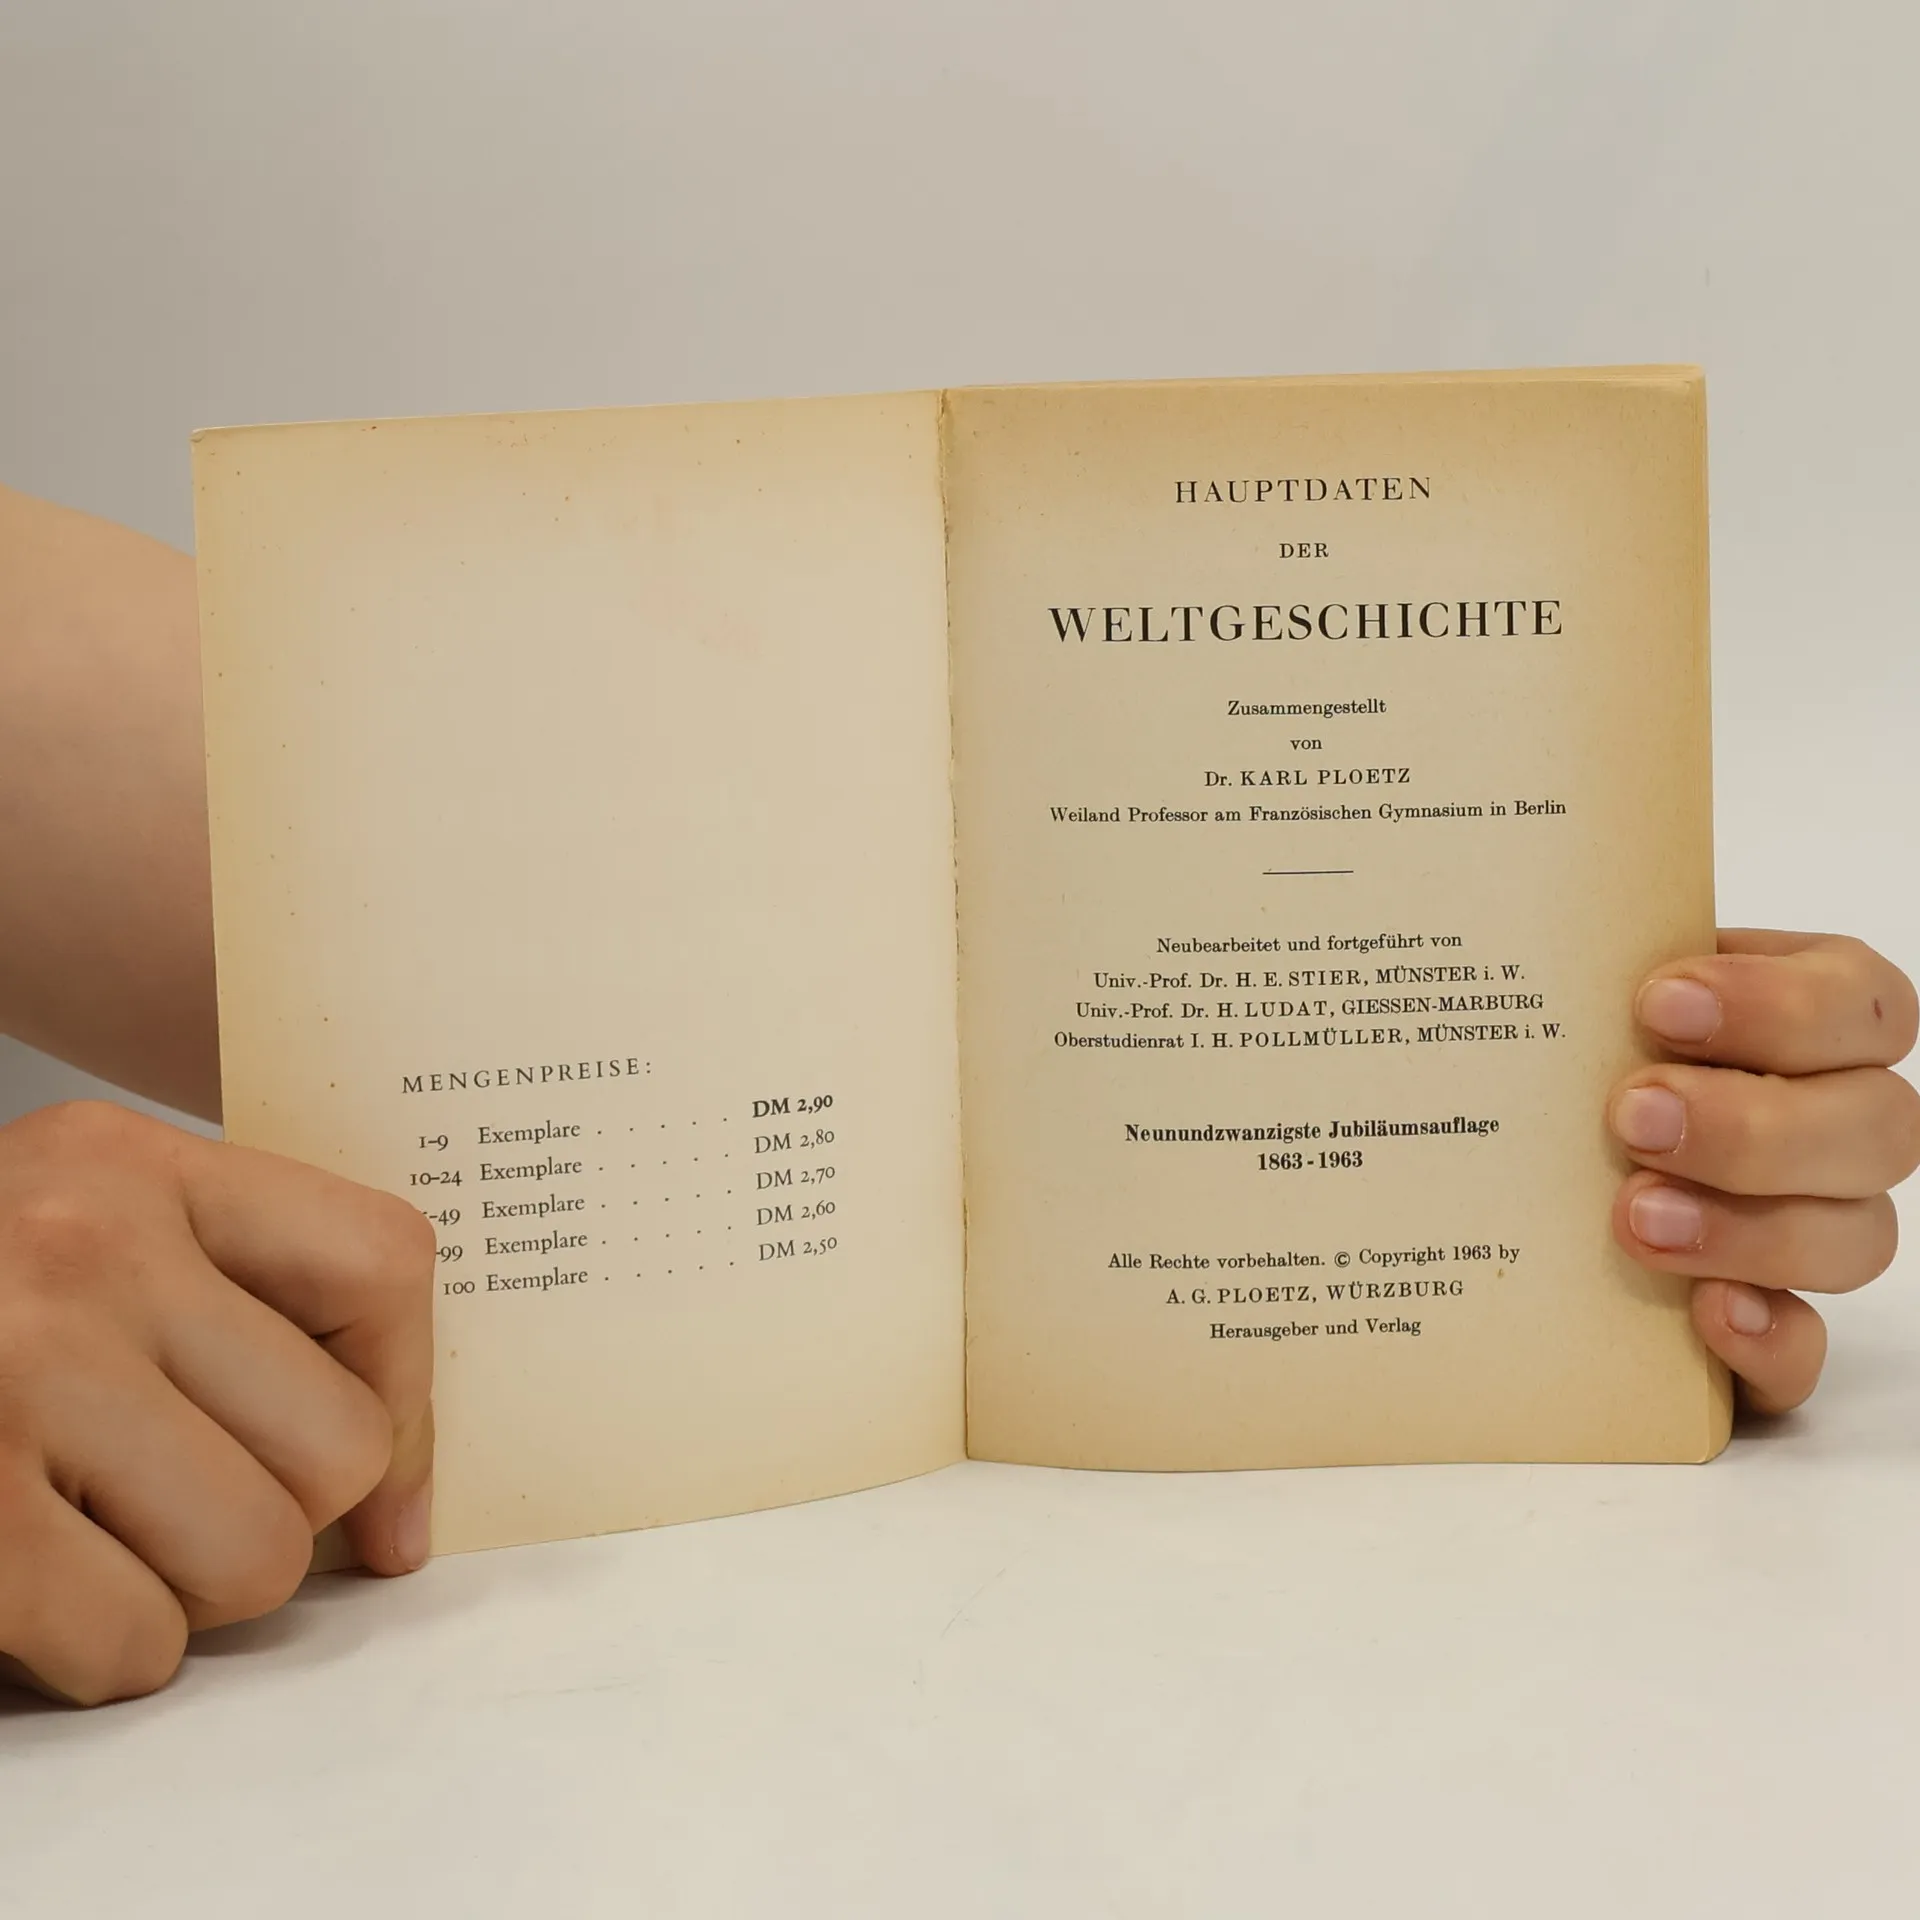 MENGENPREISE:
1–9 Exemplare . . . . . DM 2,90
10–24 Exemplare . . . . . DM 2,80
–49 Exemplare . . . . . DM 2,70
–99 Exemplare . . . . . DM 2,60
100 Exemplare . . . . . DM 2,50
HAUPTDATEN
DER
WELTGESCHICHTE
Zusammengestellt
von
Dr. KARL PLOETZ
Weiland Professor am Französischen Gymnasium in Berlin
Neubearbeitet und fortgeführt von
Univ.-Prof. Dr. H. E. STIER, MÜNSTER i. W.
Univ.-Prof. Dr. H. LUDAT, GIESSEN-MARBURG
Oberstudienrat I. H. POLLMÜLLER, MÜNSTER i. W.
Neunundzwanzigste Jubiläumsauflage
1863-1963
Alle Rechte vorbehalten. © Copyright 1963 by
A. G. PLOETZ, WÜRZBURG
Herausgeber und Verlag